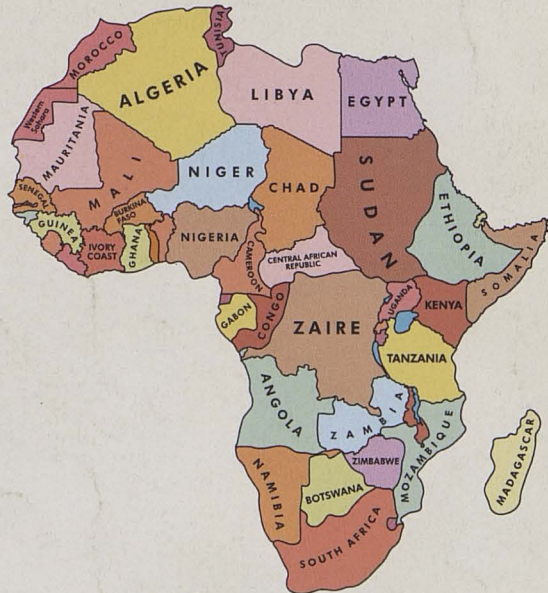 MOROCCO
TUNISIA
ALGERIA
LIBYA
EGYPT
Western
Sahara
MAURITANIA
MALI
NIGER
CHAD
SUDAN
ETHIOPIA
SOMALIA
SENEGAL
GUINEA
BURKINA
FASO
IVORY
COAST
GHANA
NIGERIA
CAMEROON
CENTRAL AFRICAN
REPUBLIC
GABON
CONGO
ZAIRE
UGANDA
KENYA
TANZANIA
ANGOLA
ZAMBIA
MOZAMBIQUE
ZIMBABWE
NAMIBIA
BOTSWANA
SOUTH AFRICA
MADAGASCAR